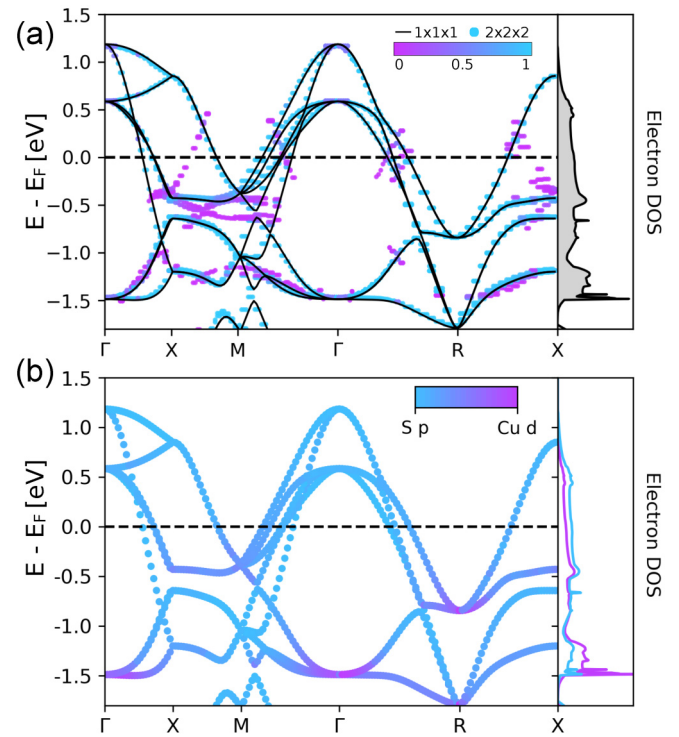 (a)
1.5
1.0
0.5
0.0
−0.5
−1.0
−1.5
E - E_F [eV]
1x1x1
2x2x2
0
0.5
1
Γ
X
M
Γ
R
X
Electron DOS
(b)
1.5
1.0
0.5
0.0
-0.5
-1.0
-1.5
E - E_F [eV]
S p
Cu d
Γ
X
M
Γ
R
X
Electron DOS